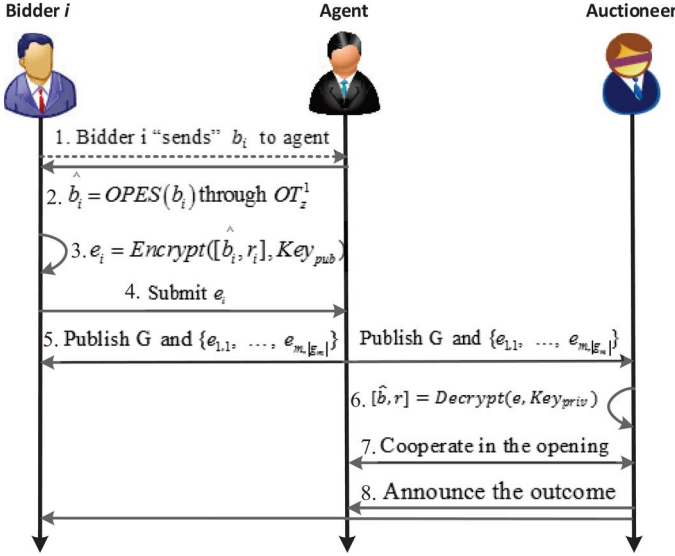 Bidder i Agent Auctioneer
1. Bidder i “sends” b_i to agent
2. b̂_i = OPES(b_i) through OT_z^1
3. e_i = Encrypt([b̂_i, r_i], Key_pub)
4. Submit e_i
5. Publish G and {e_1.1, …, e_m.|g_m|} Publish G and {e_1.1, …, e_m.|g_m|}
6. [b̂, r] = Decrypt(e, Key_priv)
7. Cooperate in the opening
8. Announce the outcome